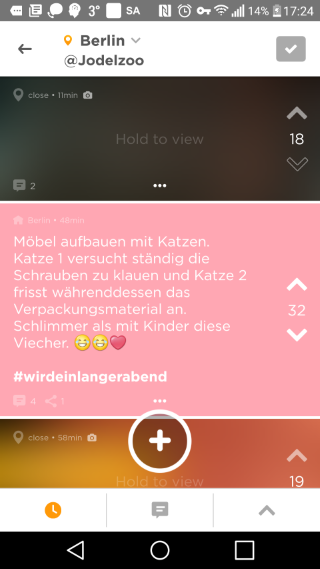 3° SA 14% 17:24
Berlin
@Jodelzoo
close • 11min
Hold to view
18
2
Berlin • 48min
Möbel aufbauen mit Katzen.
Katze 1 versucht ständig die
Schrauben zu klauen und Katze 2
frisst währenddessen das
Verpackungsmaterial an.
Schlimmer als mit Kinder diese
Viecher. 😁😁❤️
32
#wirdeinlangerabend
4 1
close • 58min
Hold to view
19